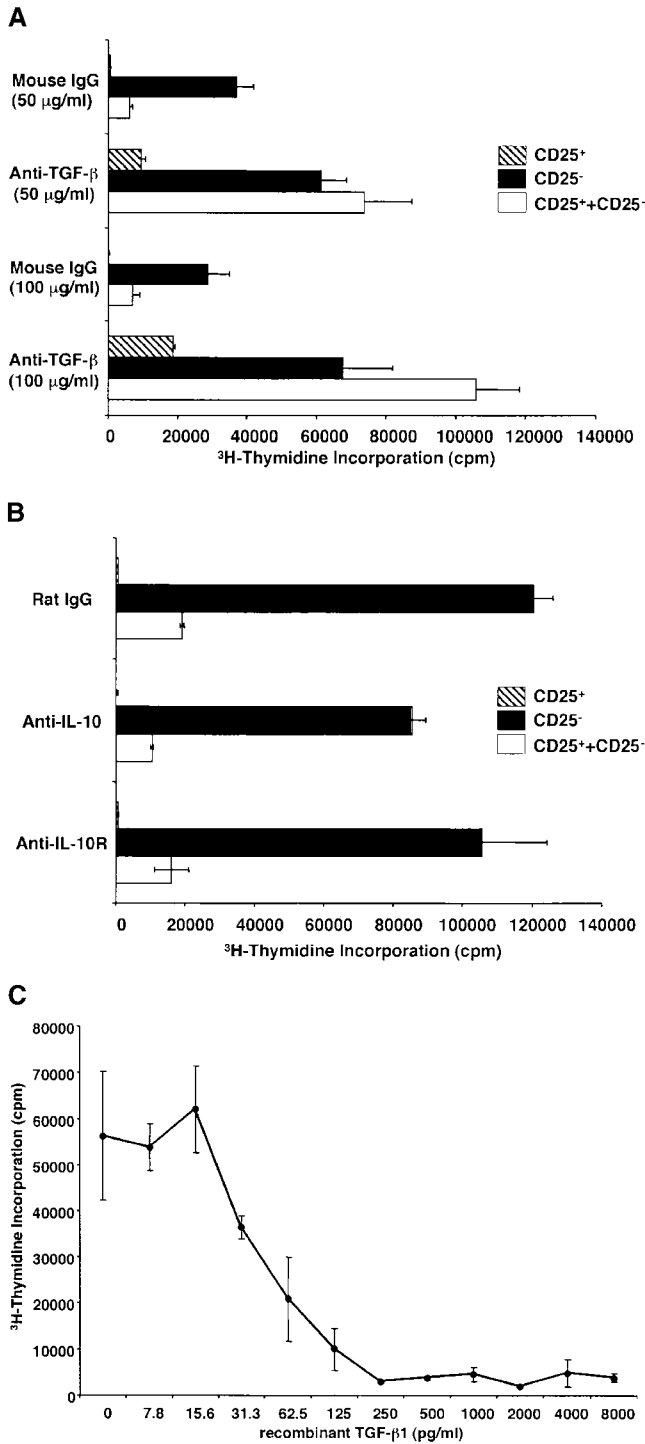 A
Mouse IgG
(50 μg/ml)
Anti-TGF-β
(50 μg/ml)
Mouse IgG
(100 μg/ml)
Anti-TGF-β
(100 μg/ml)
CD25⁺
CD25⁻
CD25⁺+CD25⁻
0 20000 40000 60000 80000 100000 120000 140000
³H-Thymidine Incorporation (cpm)
B
Rat IgG
Anti-IL-10
Anti-IL-10R
CD25⁺
CD25⁻
CD25⁺+CD25⁻
0 20000 40000 60000 80000 100000 120000 140000
³H-Thymidine Incorporation (cpm)
C
³H-Thymidine Incorporation (cpm)
80000
70000
60000
50000
40000
30000
20000
10000
0
0 7.8 15.6 31.3 62.5 125 250 500 1000 2000 4000 8000
recombinant TGF-β1 (pg/ml)